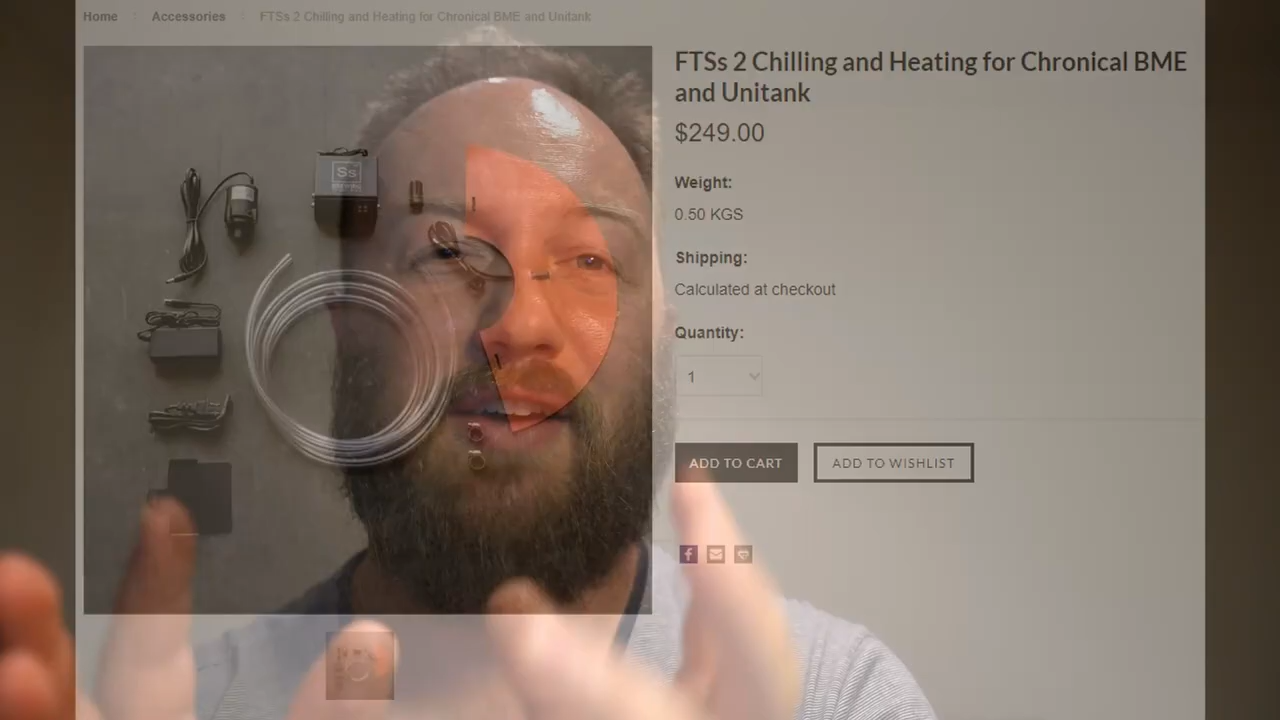 Home : Accessories : FTSs 2 Chilling and Heating for Chronical BME and Unitank
FTSs 2 Chilling and Heating for Chronical BME
and Unitank
$249.00
Weight:
0.50 KGS
Shipping:
Calculated at checkout
Quantity:
1
ADD TO CART
ADD TO WISHLIST
Ss